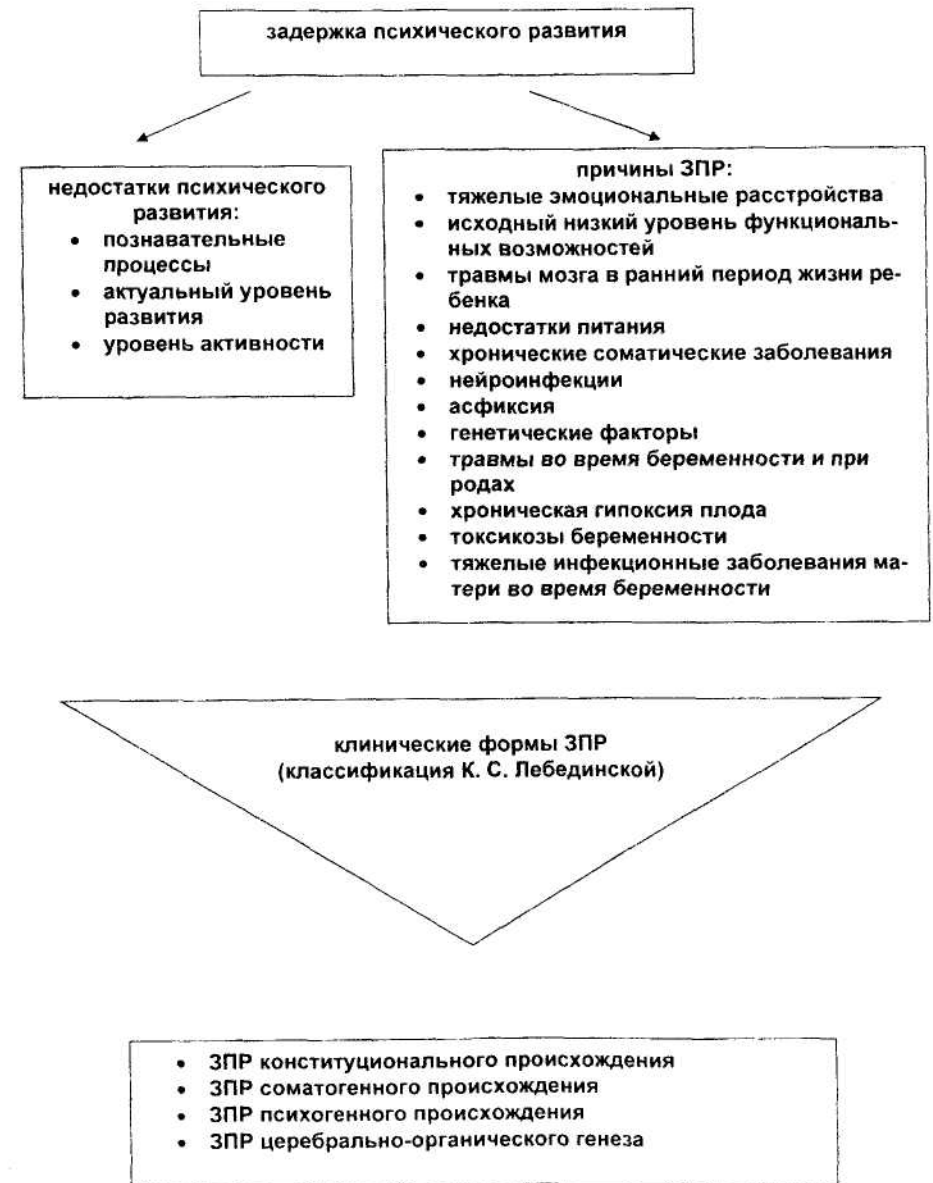 задержка психического развития
недостатки психического
развития:
• познавательные
процессы
• актуальный уровень
развития
• уровень активности
причины ЗПР:
• тяжелые эмоциональные расстройства
• исходный низкий уровень функциональ-
ных возможностей
• травмы мозга в ранний период жизни ре-
бенка
• недостатки питания
• хронические соматические заболевания
• нейроинфекции
• асфиксия
• генетические факторы
• травмы во время беременности и при
родах
• хроническая гипоксия плода
• токсикозы беременности
• тяжелые инфекционные заболевания ма-
тери во время беременности
клинические формы ЗПР
(классификация К. С. Лебединской)
• ЗПР конституционального происхождения
• ЗПР соматогенного происхождения
• ЗПР психогенного происхождения
• ЗПР церебрально-органического генеза